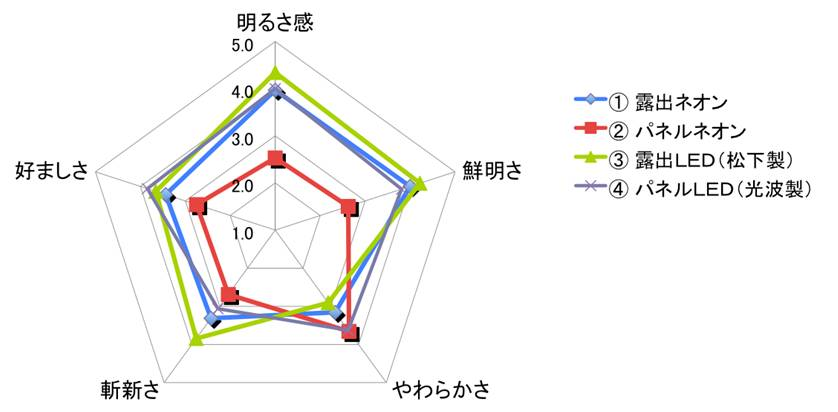 明るさ感
5.0
4.0
3.0
2.0
1.0
好ましさ
鮮明さ
斬新さ
やわらかさ
① 露出ネオン
② パネルネオン
③ 露出LED(松下製)
④ パネルLED(光波製)